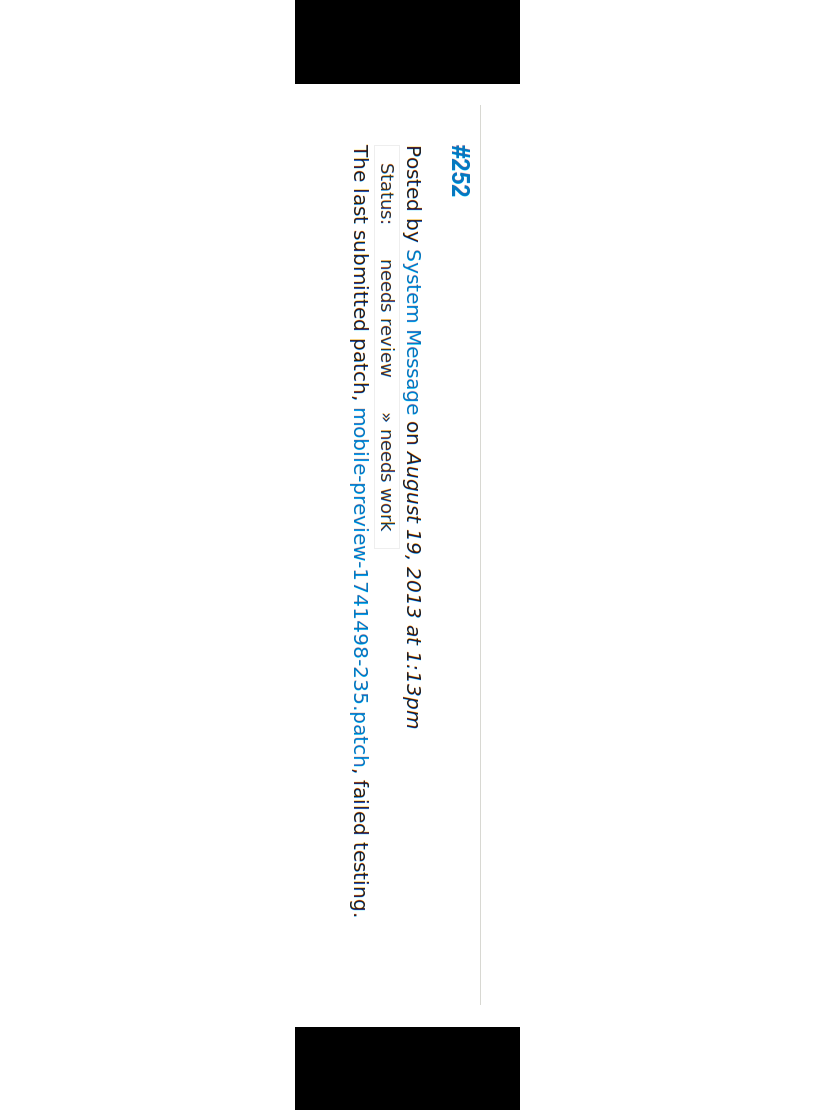 #252
Posted by System Message on August 19, 2013 at 1:13pm
Status: needs review » needs work
The last submitted patch, mobile-preview-1741498-235.patch, failed testing.